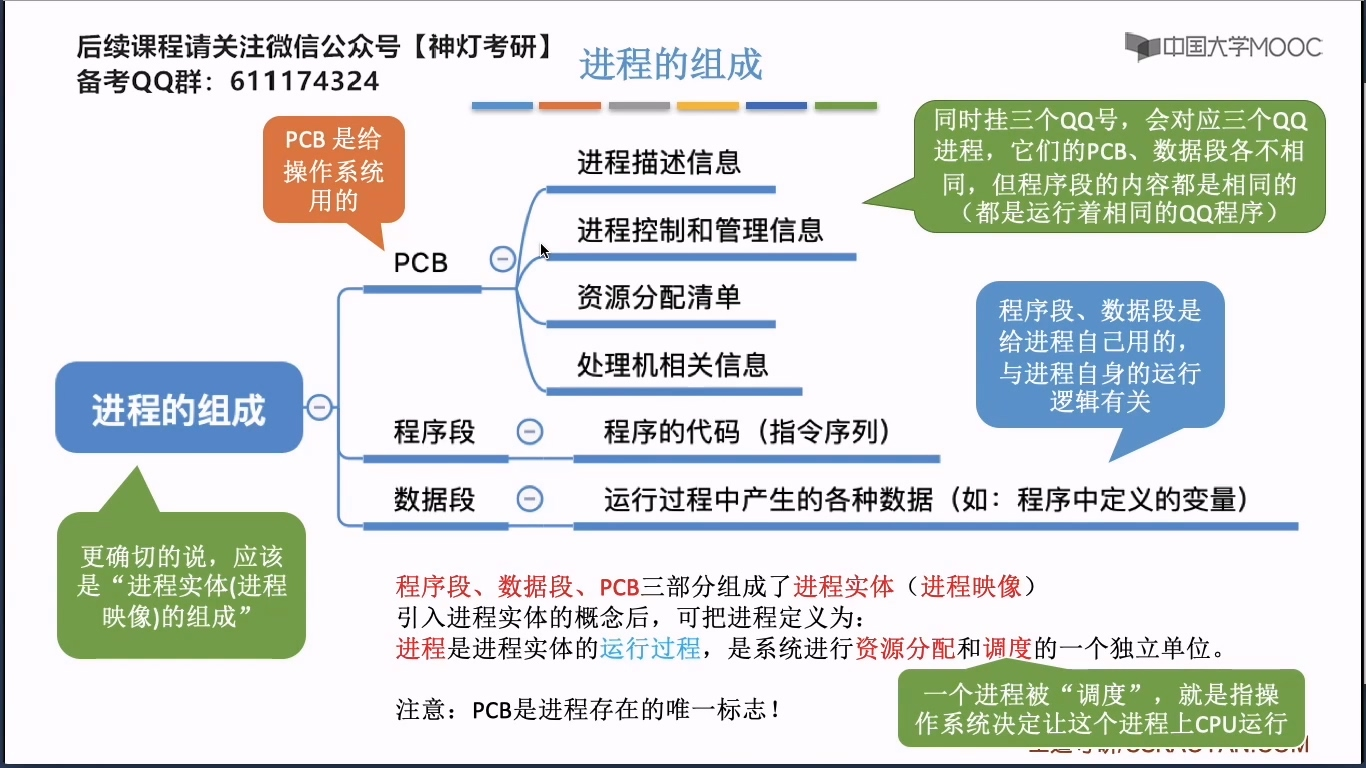 后续课程请关注微信公众号【神灯考研】
备考QQ群：611174324
进程的组成
中国大学MOOC
PCB 是给
操作系统
用的
同时挂三个QQ号，会对应三个QQ
进程，它们的PCB、数据段各不相
同，但程序段的内容都是相同的
（都是运行着相同的QQ程序）
进程描述信息
进程控制和管理信息
PCB
资源分配清单
处理机相关信息
程序段、数据段是
给进程自己用的，
与进程自身的运行
逻辑有关
进程的组成
程序段
程序的代码（指令序列）
数据段
运行过程中产生的各种数据（如：程序中定义的变量）
更确切的说，应该
是“进程实体(进程
映像)的组成”
程序段、数据段、PCB三部分组成了进程实体（进程映像）
引入进程实体的概念后，可把进程定义为：
进程是进程实体的运行过程，是系统进行资源分配和调度的一个独立单位。
一个进程被“调度”，就是指操
作系统决定让这个进程上CPU运行
注意：PCB是进程存在的唯一标志！